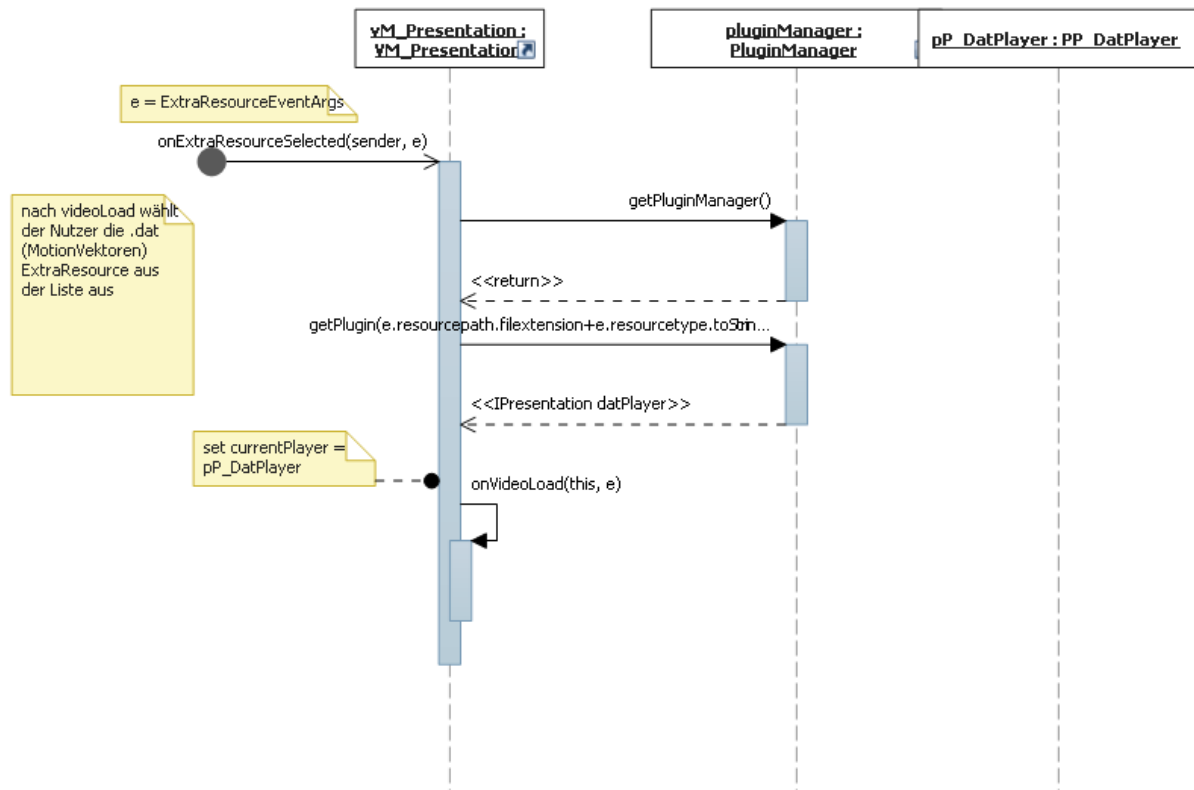 vM_Presentation :
VM_Presentation
pluginManager :
PluginManager
pP_DatPlayer : PP_DatPlayer
e = ExtraResourceEventArgs
onExtraResourceSelected(sender, e)
nach videoLoad wählt
der Nutzer die .dat
(MotionVektoren)
ExtraResource aus
der Liste aus
getPluginManager()
<<return>>
getPlugin(e.resourcepath.filextension+e.resourcetype.
<<IPresentation datPlayer>>
set currentPlayer =
pP_DatPlayer
onVideoLoad(this, e)